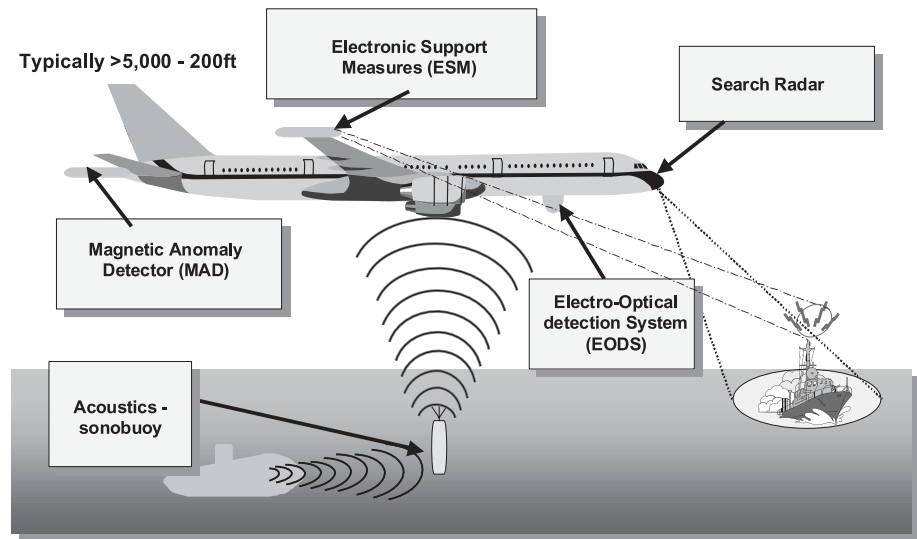 Typically >5,000 - 200ft
Electronic Support
Measures (ESM)
Search Radar
Magnetic Anomaly
Detector (MAD)
Electro-Optical
detection System
(EODS)
Acoustics -
sonobuoy